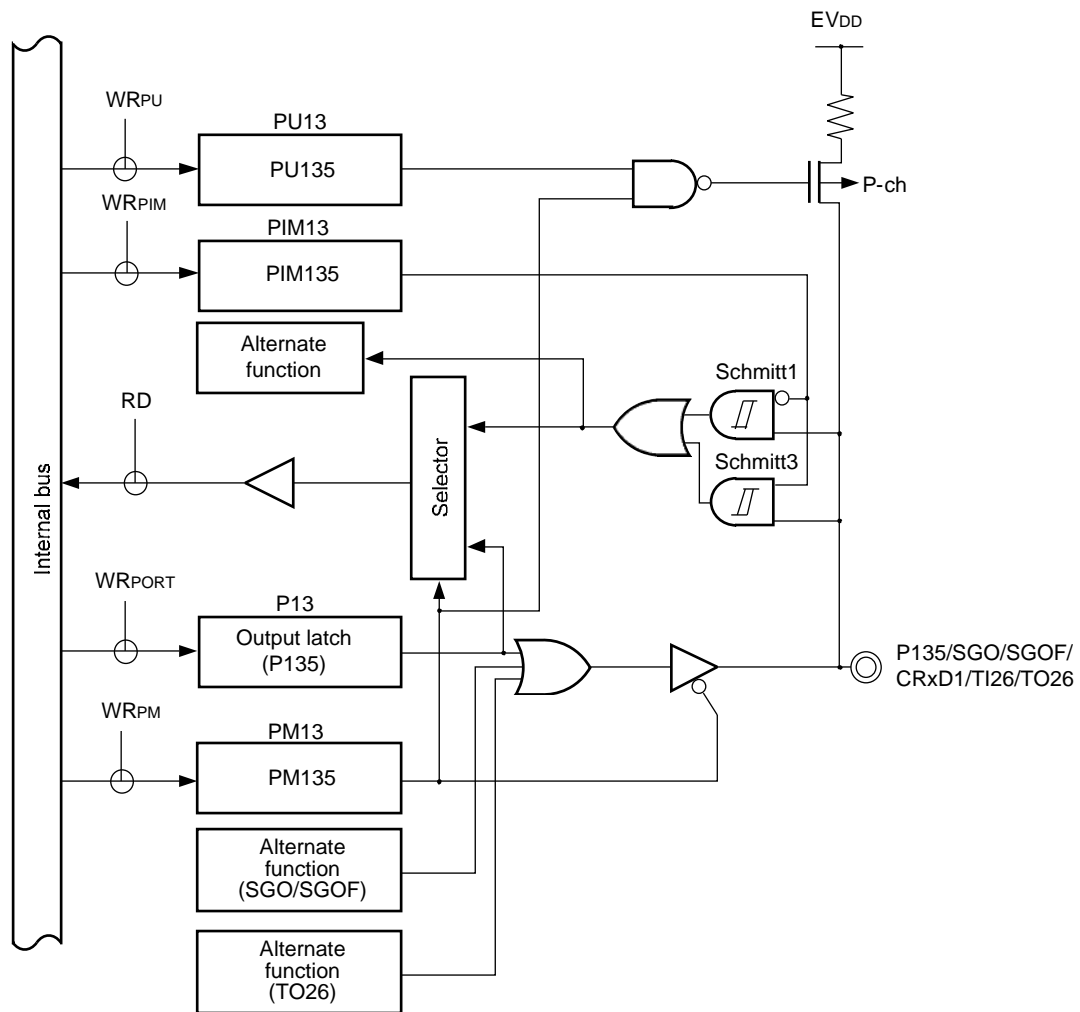 EVDD
WRPU
PU13
PU135
P-ch
WRPIM
PIM13
PIM135
Alternate
function
Schmitt1
RD
Selector
Schmitt3
Internal bus
WRPORT
P13
Output latch
(P135)
P135/SGO/SGOF/
CRxD1/TI26/TO26
WRPM
PM13
PM135
Alternate
function
(SGO/SGOF)
Alternate
function
(TO26)